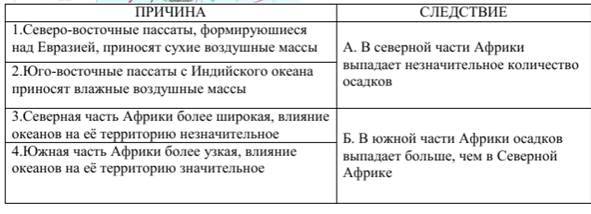 ПРИЧИНА
СЛЕДСТВИЕ
1.Северо-восточные пассаты, формируюшиеся
над Евразией, приносят сухие воздушные массы
2.Юго-восточные пассаты с Индийского океана
приносят влажные воздушные массы
А. В северной части Африки
выпадает незначительное количество
осадков
3.Северная часть Африки более широкая, влияние
океанов на её территорию незначительное
4.Южная часть Африки более узкая, влияние
океанов на её территорию значительное
Б. В южной части Африки осадков
выпадает больше, чем в Северной
Африке